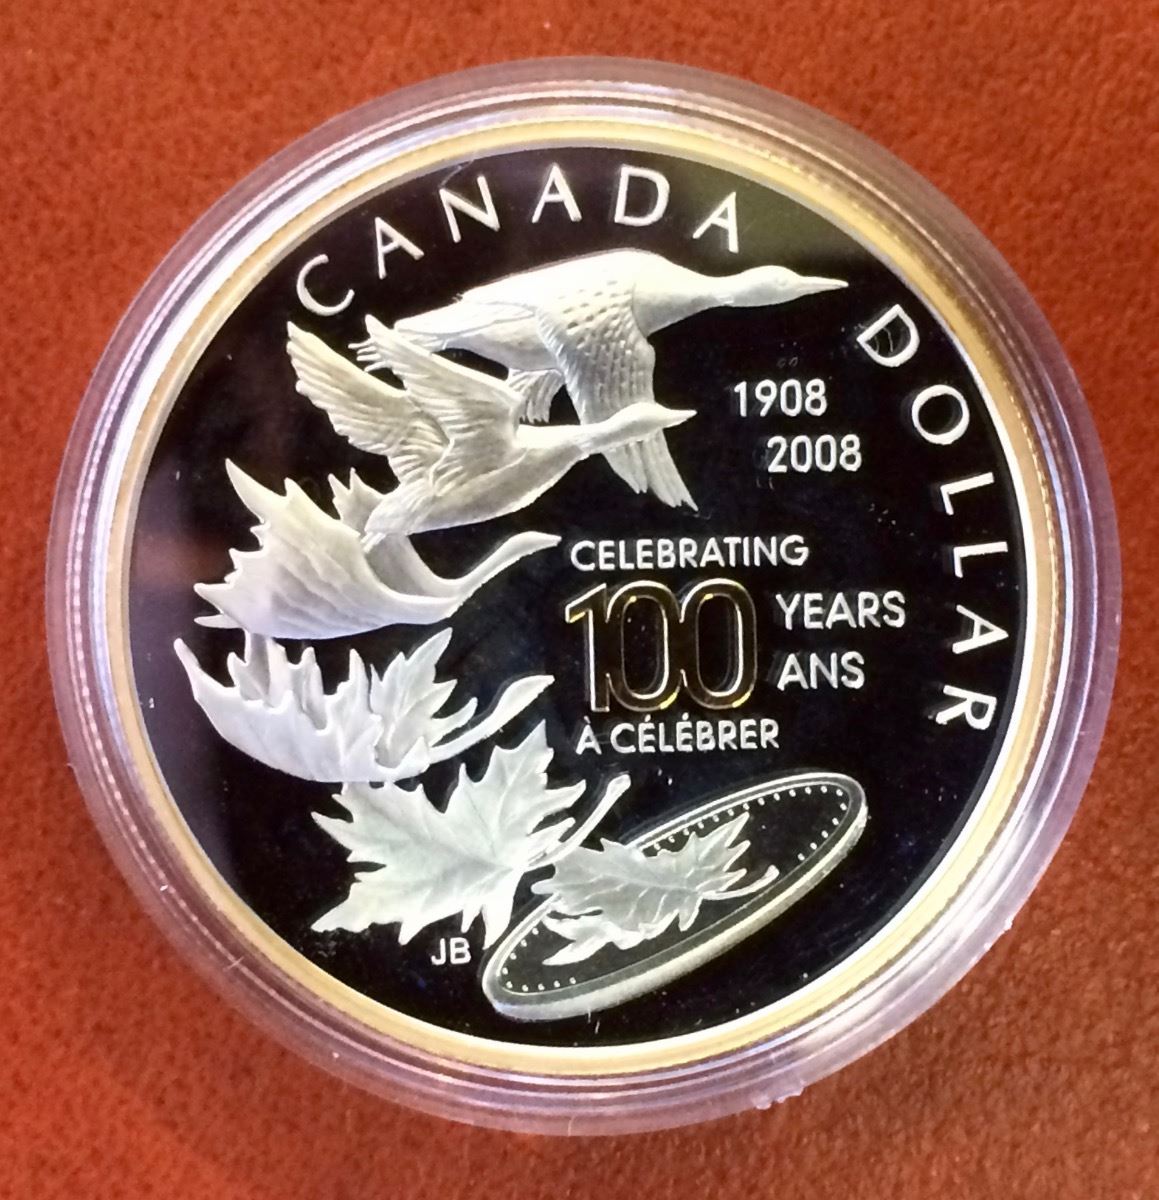 CANADA DOLLAR
1908
2008
CELEBRATING
100 YEARS
ANS
À CÉLÉBRER
JB